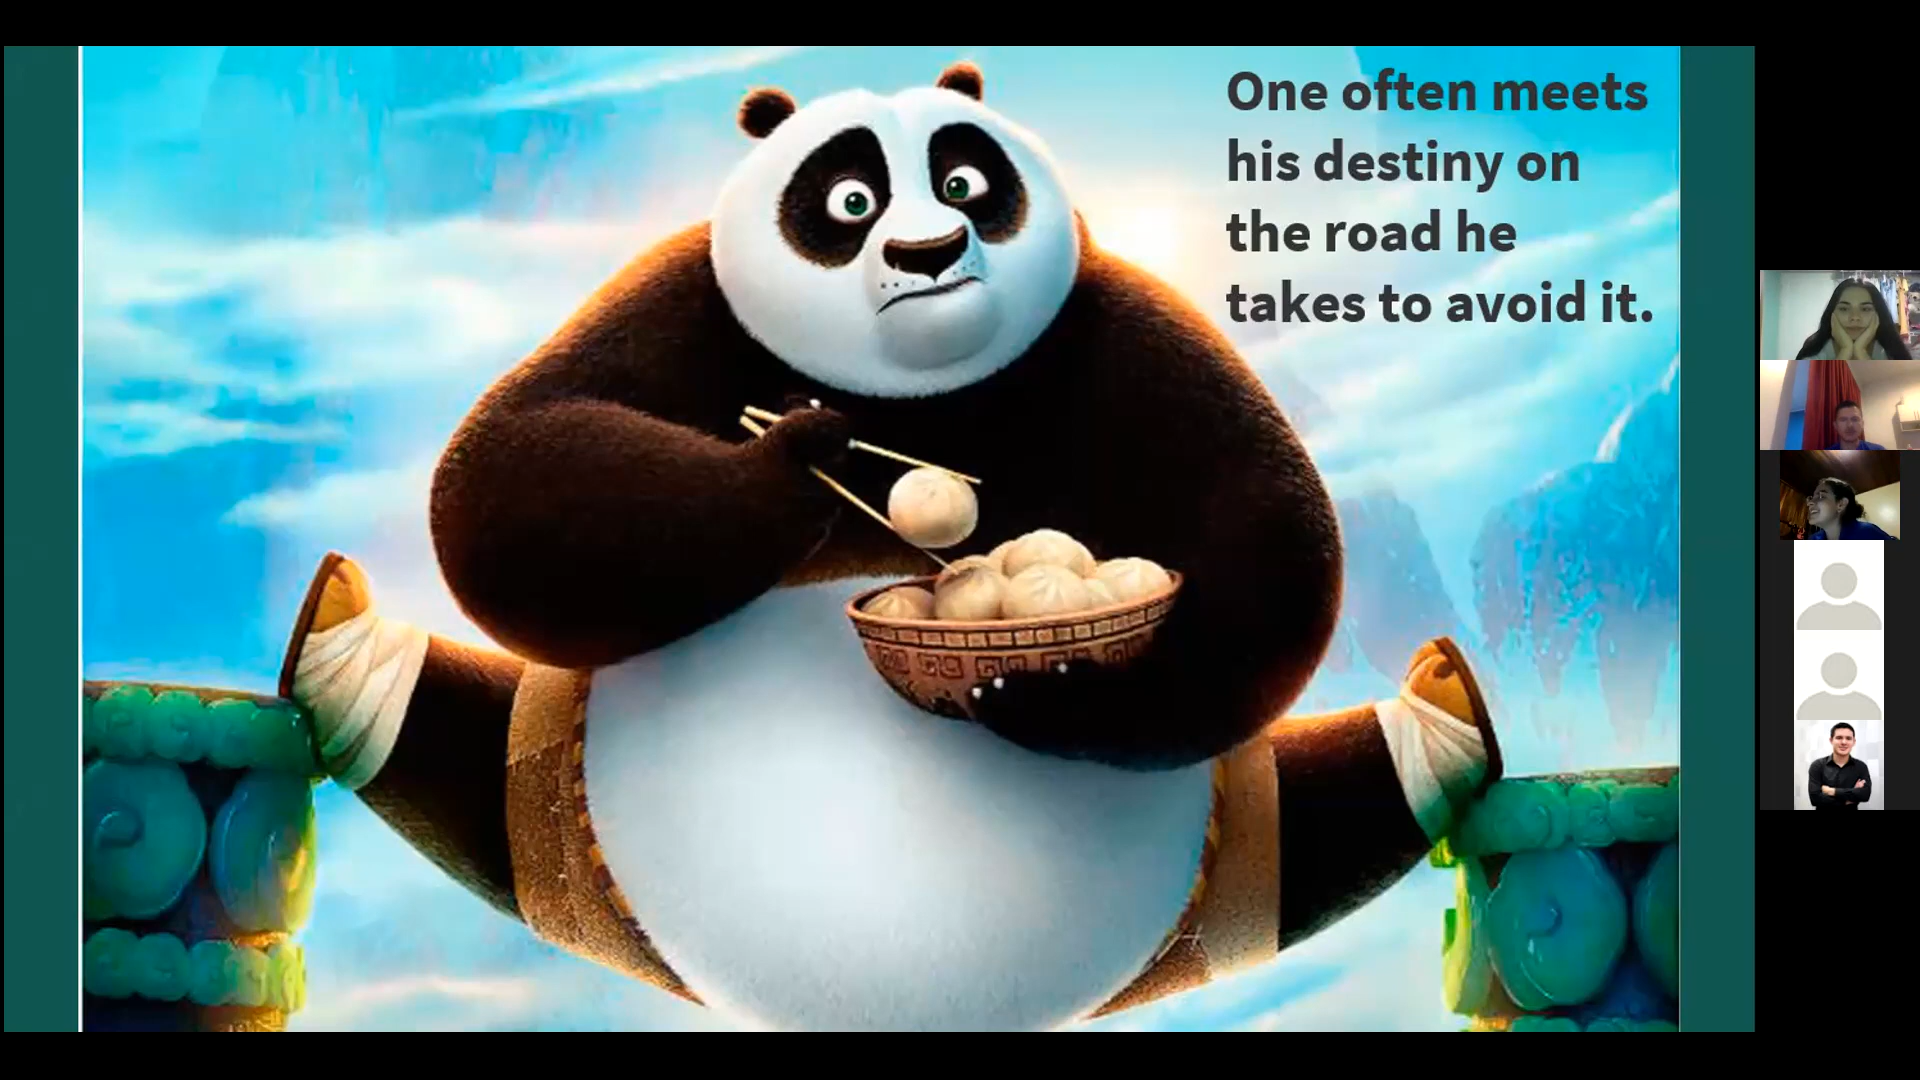 One often meets
his destiny on
the road he
takes to avoid it.